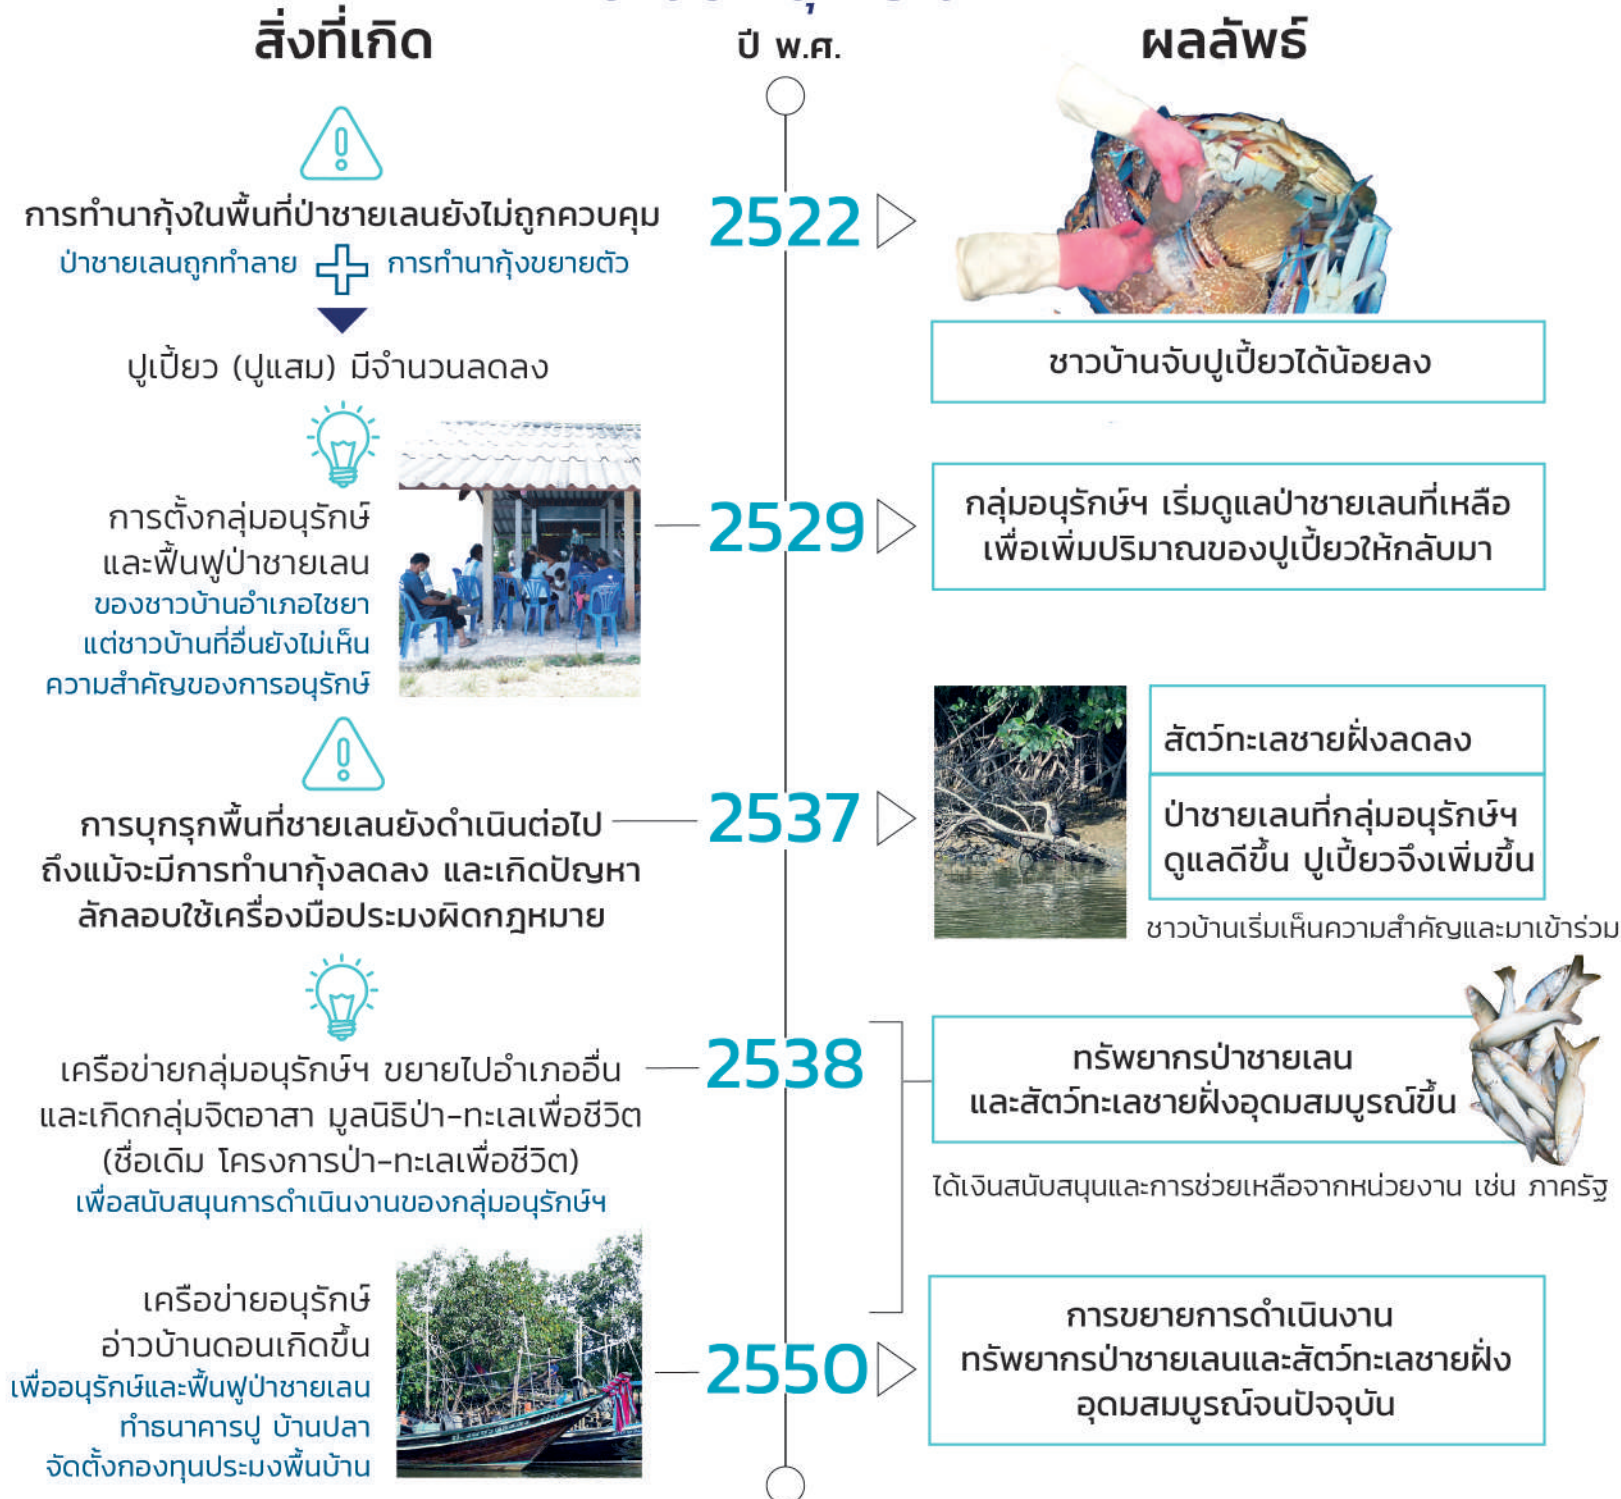 สิ่งที่เกิด
ปี พ.ศ.
ผลลัพธ์
การทำนากุ้งในพื้นที่ป่าชายเลนยังไม่ถูกควบคุม
ป่าชายเลนถูกทำลาย
การทำนากุ้งขยายตัว
ปูเปี้ยว (ปูแสม) มีจำนวนลดลง
2522
ชาวบ้านจับปูเปี้ยวได้น้อยลง
การตั้งกลุ่มอนุรักษ์
และฟื้นฟูป่าชายเลน
ของชาวบ้านอำเภอไชยา
แต่ชาวบ้านที่อื่นยังไม่เห็น
ความสำคัญของการอนุรักษ์
2529
กลุ่มอนุรักษ์ฯ เริ่มดูแลป่าชายเลนที่เหลือ
เพื่อเพิ่มปริมาณของปูเปี้ยวให้กลับมา
การบุกรุกพื้นที่ชายเลนยังดำเนินต่อไป
ถึงแม้จะมีการทำนากุ้งลดลง และเกิดปัญหา
ลักลอบใช้เครื่องมือประมงผิดกฎหมาย
2537
สัตว์ทะเลชายฝั่งลดลง
ป่าชายเลนที่กลุ่มอนุรักษ์ฯ
ดูแลดีขึ้น ปูเปี้ยวจึงเพิ่มขึ้น
ชาวบ้านเริ่มเห็นความสำคัญและมาเข้าร่วม
เครือข่ายกลุ่มอนุรักษ์ฯ ขยายไปอำเภออื่น
และเกิดกลุ่มจิตอาสา มูลนิธิป่า-ทะเลเพื่อชีวิต
(ชื่อเดิม โครงการป่า-ทะเลเพื่อชีวิต)
เพื่อสนับสนุนการดำเนินงานของกลุ่มอนุรักษ์ฯ
2538
ทรัพยากรป่าชายเลน
และสัตว์ทะเลชายฝั่งอุดมสมบูรณ์ขึ้น
ได้เงินสนับสนุนและการช่วยเหลือจากหน่วยงาน เช่น ภาครัฐ
เครือข่ายอนุรักษ์
อ่าวบ้านดอนเกิดขึ้น
เพื่ออนุรักษ์และฟื้นฟูป่าชายเลน
ทำธนาคารปู บ้านปลา
จัดตั้งกองทุนประมงพื้นบ้าน
2550
การขยายการดำเนินงาน
ทรัพยากรป่าชายเลนและสัตว์ทะเลชายฝั่ง
อุดมสมบูรณ์จนปัจจุบัน